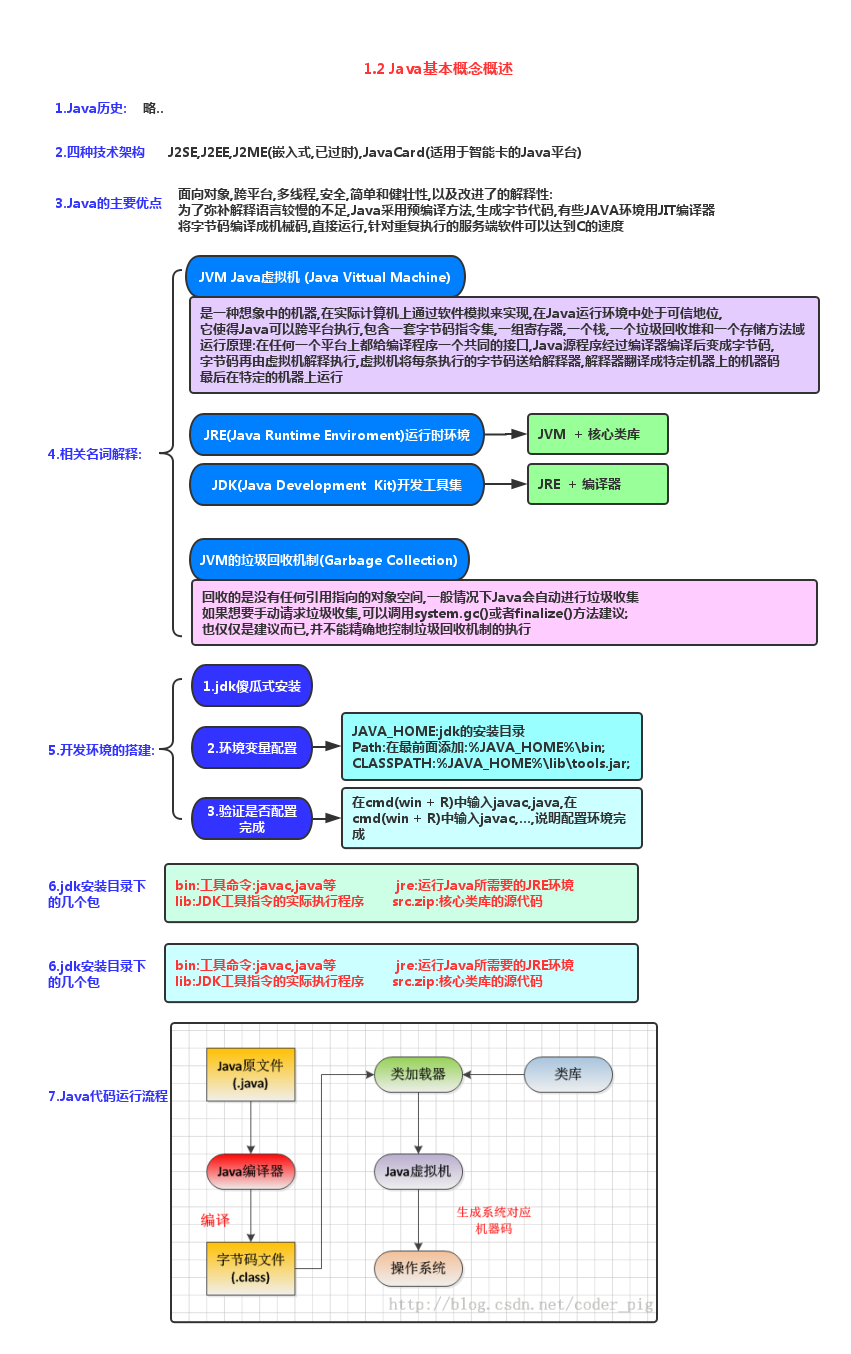 1.2 Java基本概念概述
1.Java历史: 略..
2.四种技术架构 J2SE,J2EE,J2ME(嵌入式,已过时),JavaCard(适用于智能卡的Java平台)
3.Java的主要优点
面向对象,跨平台,多线程,安全,简单和健壮性,以及改进了的解释性:
为了弥补解释语言较慢的不足,Java采用预编译方法,生成字节代码,有些JAVA环境用JIT编译器
将字节码编译成机械码,直接运行,针对重复执行的服务端软件可以达到C的速度
4.相关名词解释:
JVM Java虚拟机 (Java Vittual Machine)
是一种想象中的机器,在实际计算机上通过软件模拟来实现,在Java运行环境中处于可信地位,
它使得Java可以跨平台执行,包含一套字节码指令集,一组寄存器,一个栈,一个垃圾回收堆和一个存储方法域
运行原理:在任何一个平台上都给编译程序一个共同的接口,Java源程序经过编译器编译后变成字节码,
字节码再由虚拟机解释执行,虚拟机将每条执行的字节码送给解释器,解释器翻译成特定机器上的机器码
最后在特定的机器上运行
JRE(Java Runtime Enviroment)运行时环境
JVM + 核心类库
JDK(Java Development Kit)开发工具集
JRE + 编译器
JVM的垃圾回收机制(Garbage Collection)
回收的是没有任何引用指向的对象空间,一般情况下Java会自动进行垃圾收集
如果想要手动请求垃圾收集,可以调用system.gc()或者finalize()方法建议;
也仅仅是建议而已,并不能精确地控制垃圾回收机制的执行
5.开发环境的搭建:
1.jdk傻瓜式安装
2.环境变量配置
JAVA_HOME:jdk的安装目录
Path:在最前面添加:%JAVA_HOME%\bin;
CLASSPATH:%JAVA_HOME%\lib\tools.jar;
3.验证是否配置
完成
在cmd(win + R)中输入javac,java,在
cmd(win + R)中输入javac,...,说明配置环境完
成
6.jdk安装目录下
的几个包
bin:工具命令:javac,java等 jre:运行Java所需要的JRE环境
lib:JDK工具指令的实际执行程序 src.zip:核心类库的源代码
6.jdk安装目录下
的几个包
bin:工具命令:javac,java等 jre:运行Java所需要的JRE环境
lib:JDK工具指令的实际执行程序 src.zip:核心类库的源代码
7.Java代码运行流程
Java原文件
(.java)
类加载器
类库
Java编译器
Java虚拟机
编译
生成系统对应
机器码
字节码文件
(.class)
操作系统
http://blog.csdn.net/coder_pig